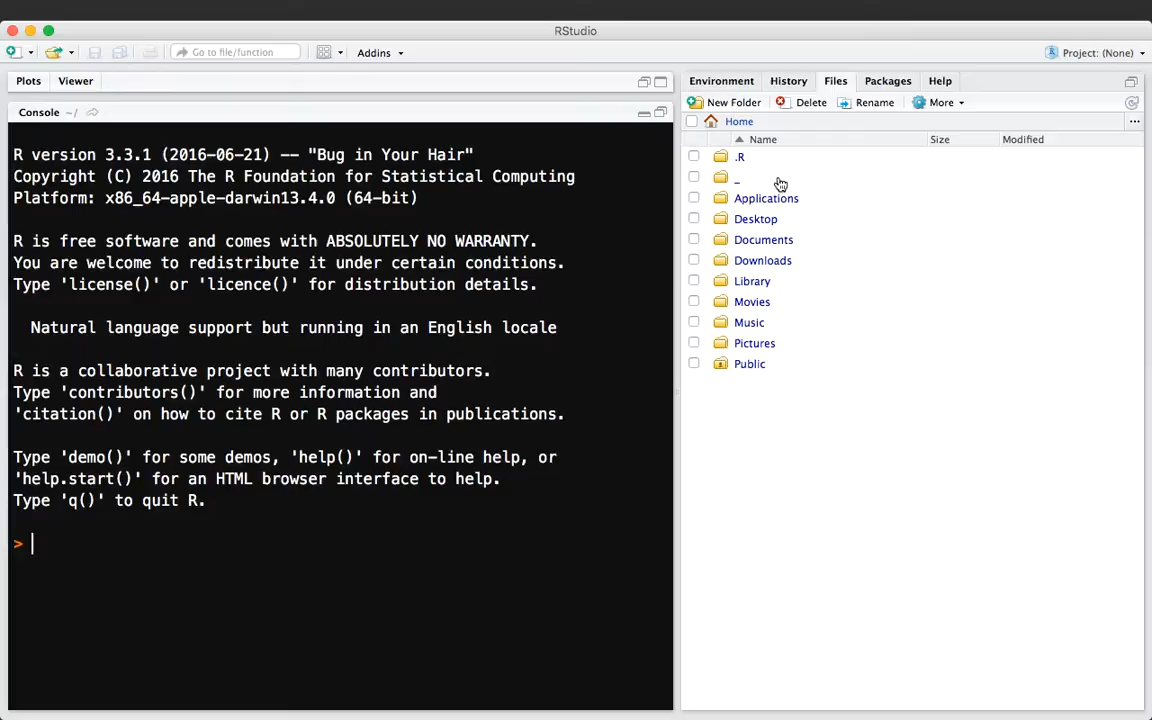 RStudio
Go to file/function
Addins
Project: (None)
Plots
Viewer
Console ~/
R version 3.3.1 (2016-06-21) -- "Bug in Your Hair"
Copyright (C) 2016 The R Foundation for Statistical Computing
Platform: x86_64-apple-darwin13.4.0 (64-bit)
R is free software and comes with ABSOLUTELY NO WARRANTY.
You are welcome to redistribute it under certain conditions.
Type 'license()' or 'licence()' for distribution details.
Natural language support but running in an English locale
R is a collaborative project with many contributors.
Type 'contributors()' for more information and
'citation()' on how to cite R or R packages in publications.
Type 'demo()' for some demos, 'help()' for on-line help, or
'help.start()' for an HTML browser interface to help.
Type 'q()' to quit R.
>
Environment History Files Packages Help
New Folder Delete Rename More
Home
Name Size Modified
.R
_
Applications
Desktop
Documents
Downloads
Library
Movies
Music
Pictures
Public